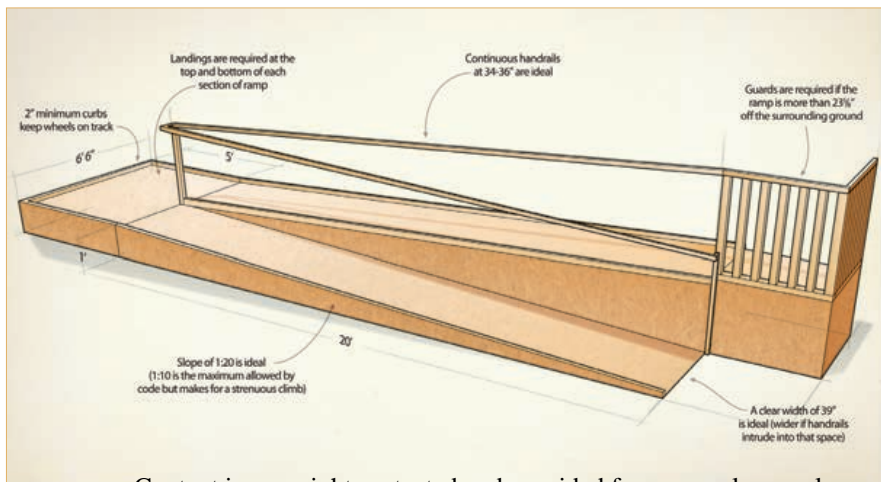 Landings are required at the
top and bottom of each
section of ramp
Continuous handrails
at 34-36" are ideal
Guards are required if the
ramp is more than 23⅝"
off the surrounding ground
2" minimum curbs
keep wheels on track
6'6"
5'
1'
20'
Slope of 1:20 is ideal
(1:10 is the maximum allowed by
code but makes for a strenuous climb)
A clear width of 39"
is ideal (wider if handrails
intrude into that space)